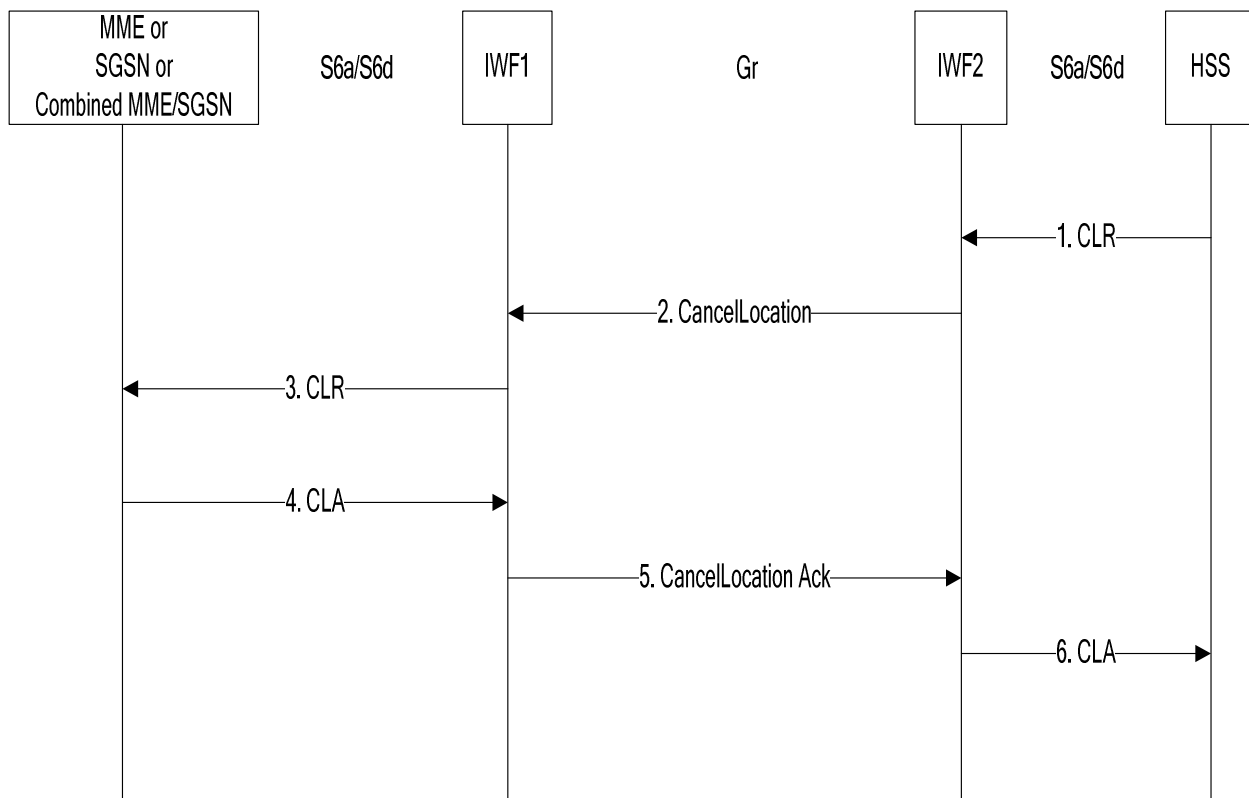 MME or
SGSN or
Combined MME/SGSN
S6a/S6d
IWF1
Gr
IWF2
S6a/S6d
HSS
1. CLR
2. CancelLocation
3. CLR
4. CLA
5. CancelLocation Ack
6. CLA